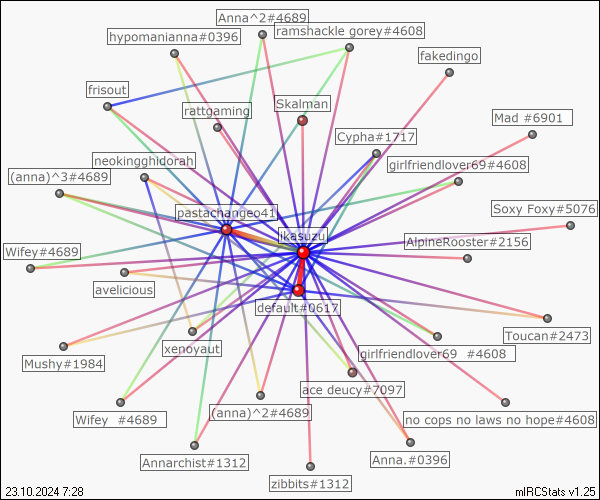 Anna^2#4689
ramshackle gorey#4608
hypomanianna#0396
fakedingo
frisout
Skalman
rattgaming
Mad #6901
Cypha#1717
neokingghidorah
girlfriendlover69#4608
(anna)^3#4689
Soxy Foxy#5076
pastachangeo41
jkasuzu
AlpineRooster#2156
Wifey#4689
avelicious
default#0617
Toucan#2473
xenoyaut
girlfriendlover69 #4608
Mushy#1984
ace deucy#7097
(anna)^2#4689
Wifey #4689
no cops no laws no hope#4608
Annarchist#1312
Anna.#0396
zibbits#1312
23.10.2024 7:28
mIRCStats v1.25